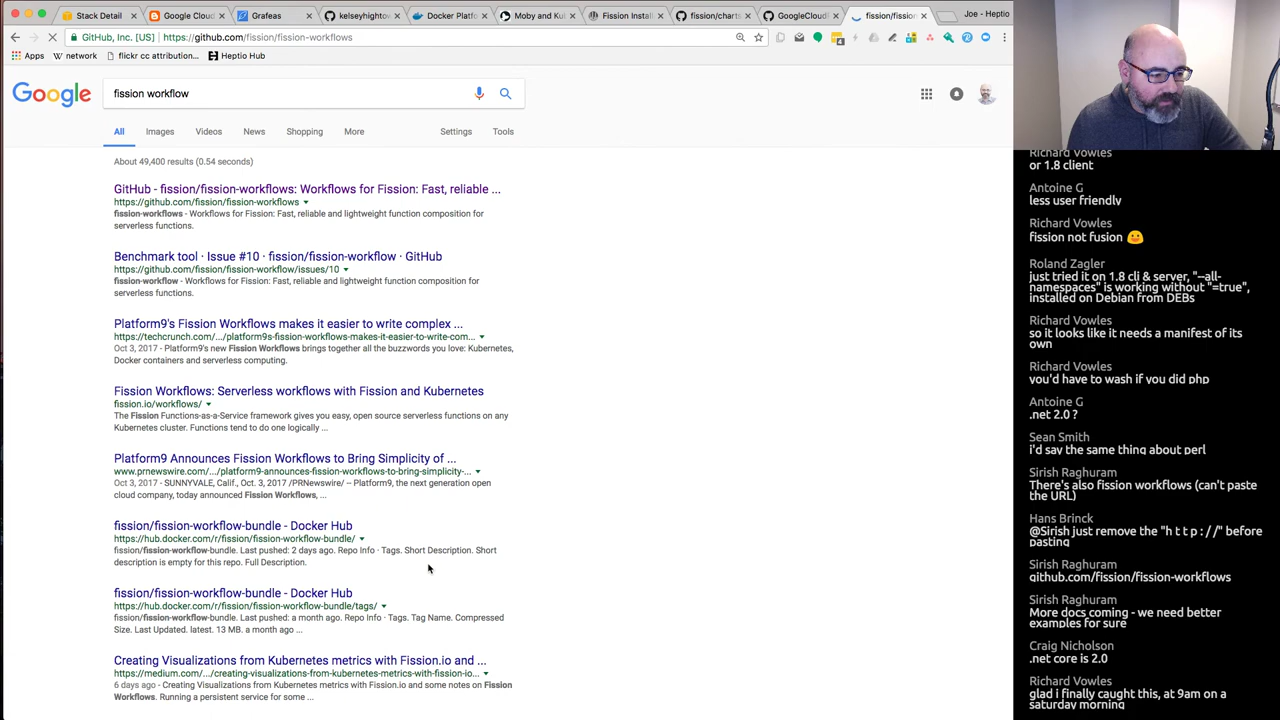 Stack Detail
Google Cloud
Grafeas
kelseyhightow
Docker Platfo
Moby and Ku
Fission Install
fission/charts
GoogleCloudP
fission/fission
Joe - Heptio
GitHub, Inc. [US] | https://github.com/fission/fission-workflows
Apps
network
flickr cc attribution
Heptio Hub
Google
fission workflow
All
Images
Videos
News
Shopping
More
Settings
Tools
About 49,400 results (0.54 seconds)
GitHub - fission/fission-workflows: Workflows for Fission: Fast, reliable ...
https://github.com/fission/fission-workflows
fission-workflows - Workflows for Fission: Fast, reliable and lightweight function composition for
serverless functions.
Benchmark tool · Issue #10 · fission/fission-workflow · GitHub
https://github.com/fission/fission-workflow/issues/10
fission-workflow - Workflows for Fission: Fast, reliable and lightweight function composition for
serverless functions.
Platform9's Fission Workflows makes it easier to write complex ...
https://techcrunch.com/.../platform9s-fission-workflows-makes-it-easier-to-write-com...
Oct 3, 2017 - Platform9's new Fission Workflows brings together all the buzzwords you love: Kubernetes,
Docker containers and serverless computing.
Fission Workflows: Serverless workflows with Fission and Kubernetes
fission.io/workflows/
The Fission Functions-as-a-Service framework gives you easy, open source serverless functions on any
Kubernetes cluster. Functions tend to do one logically ...
Platform9 Announces Fission Workflows to Bring Simplicity of ...
www.prnewswire.com/.../platform9-announces-fission-workflows-to-bring-simplicity-...
Oct 3, 2017 - SUNNYVALE, Calif., Oct. 3, 2017 /PRNewswire/ -- Platform9, the next generation open
cloud company, today announced Fission Workflows, ...
fission/fission-workflow-bundle - Docker Hub
https://hub.docker.com/r/fission/fission-workflow-bundle/
fission/fission-workflow-bundle. Last pushed: 2 days ago. Repo Info · Tags. Short Description. Short
description is empty for this repo. Full Description.
fission/fission-workflow-bundle - Docker Hub
https://hub.docker.com/r/fission/fission-workflow-bundle/tags/
fission/fission-workflow-bundle. Last pushed: a month ago. Repo Info · Tags. Tag Name. Compressed
Size. Last Updated. latest. 13 MB. a month ago ...
Creating Visualizations from Kubernetes metrics with Fission.io and ...
https://medium.com/.../creating-visualizations-from-kubernetes-metrics-with-fission-io...
6 days ago - Creating Visualizations from Kubernetes metrics with Fission.io and some notes on Fission
Workflows. Running a persistent service for some ...
Richard Vowles
or 1.8 client
Antoine G
less user friendly
Richard Vowles
fission not fusion
Roland Zagler
just tried it on 1.8 cli & server, "--all-
namespaces" is working without "=true",
installed on Debian from DEBs
Richard Vowles
so it looks like it needs a manifest of its
own
Richard Vowles
you'd have to wash if you did php
Antoine G
.net 2.0 ?
Sean Smith
i'd say the same thing about perl
Sirish Raghuram
There's also fission workflows (can't paste
the URL)
Hans Brinck
@Sirish just remove the "h t t p : / /" before
pasting
Sirish Raghuram
github.com/fission/fission-workflows
Sirish Raghuram
More docs coming - we need better
examples for sure
Craig Nicholson
.net core is 2.0
Richard Vowles
glad i finally caught this, at 9am on a
saturday morning